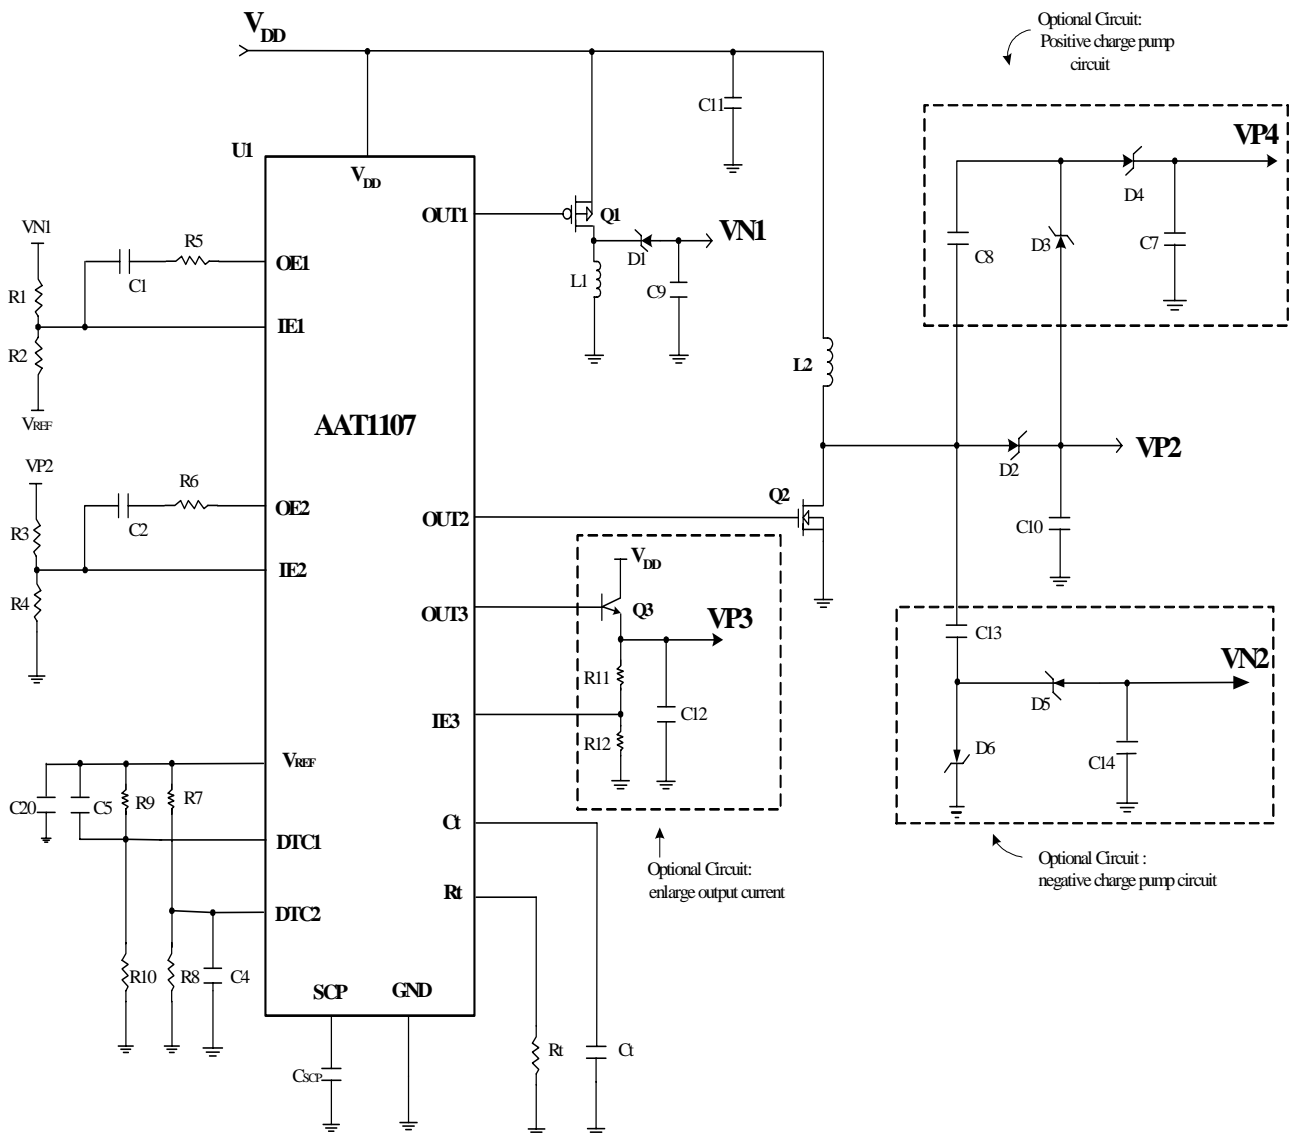 V DD
Optional Circuit:
Positive charge pump
circuit
C11
U1
V DD
VP4
D4
OUT1
Q1
VN1
VN1
R5
D1
C8
D3
C7
OE1
C1
L1
C9
R1
IE1
R2
L2
VREF
AAT1107
VP2
VP2
D2
R6
Q2
OE2
OUT2
R3
C2
C10
V DD
IE2
R4
OUT3
Q3
VP3
C13
VN2
R11
D5
IE3
C12
R12
D6
C14
VREF
C20
C5
R9
R7
Ct
DTC1
Optional Circuit:
enlarge output current
Optional Circuit :
negative charge pump circuit
Rt
DTC2
R10
R8
C4
SCP
GND
Rt
Ct
CSCP